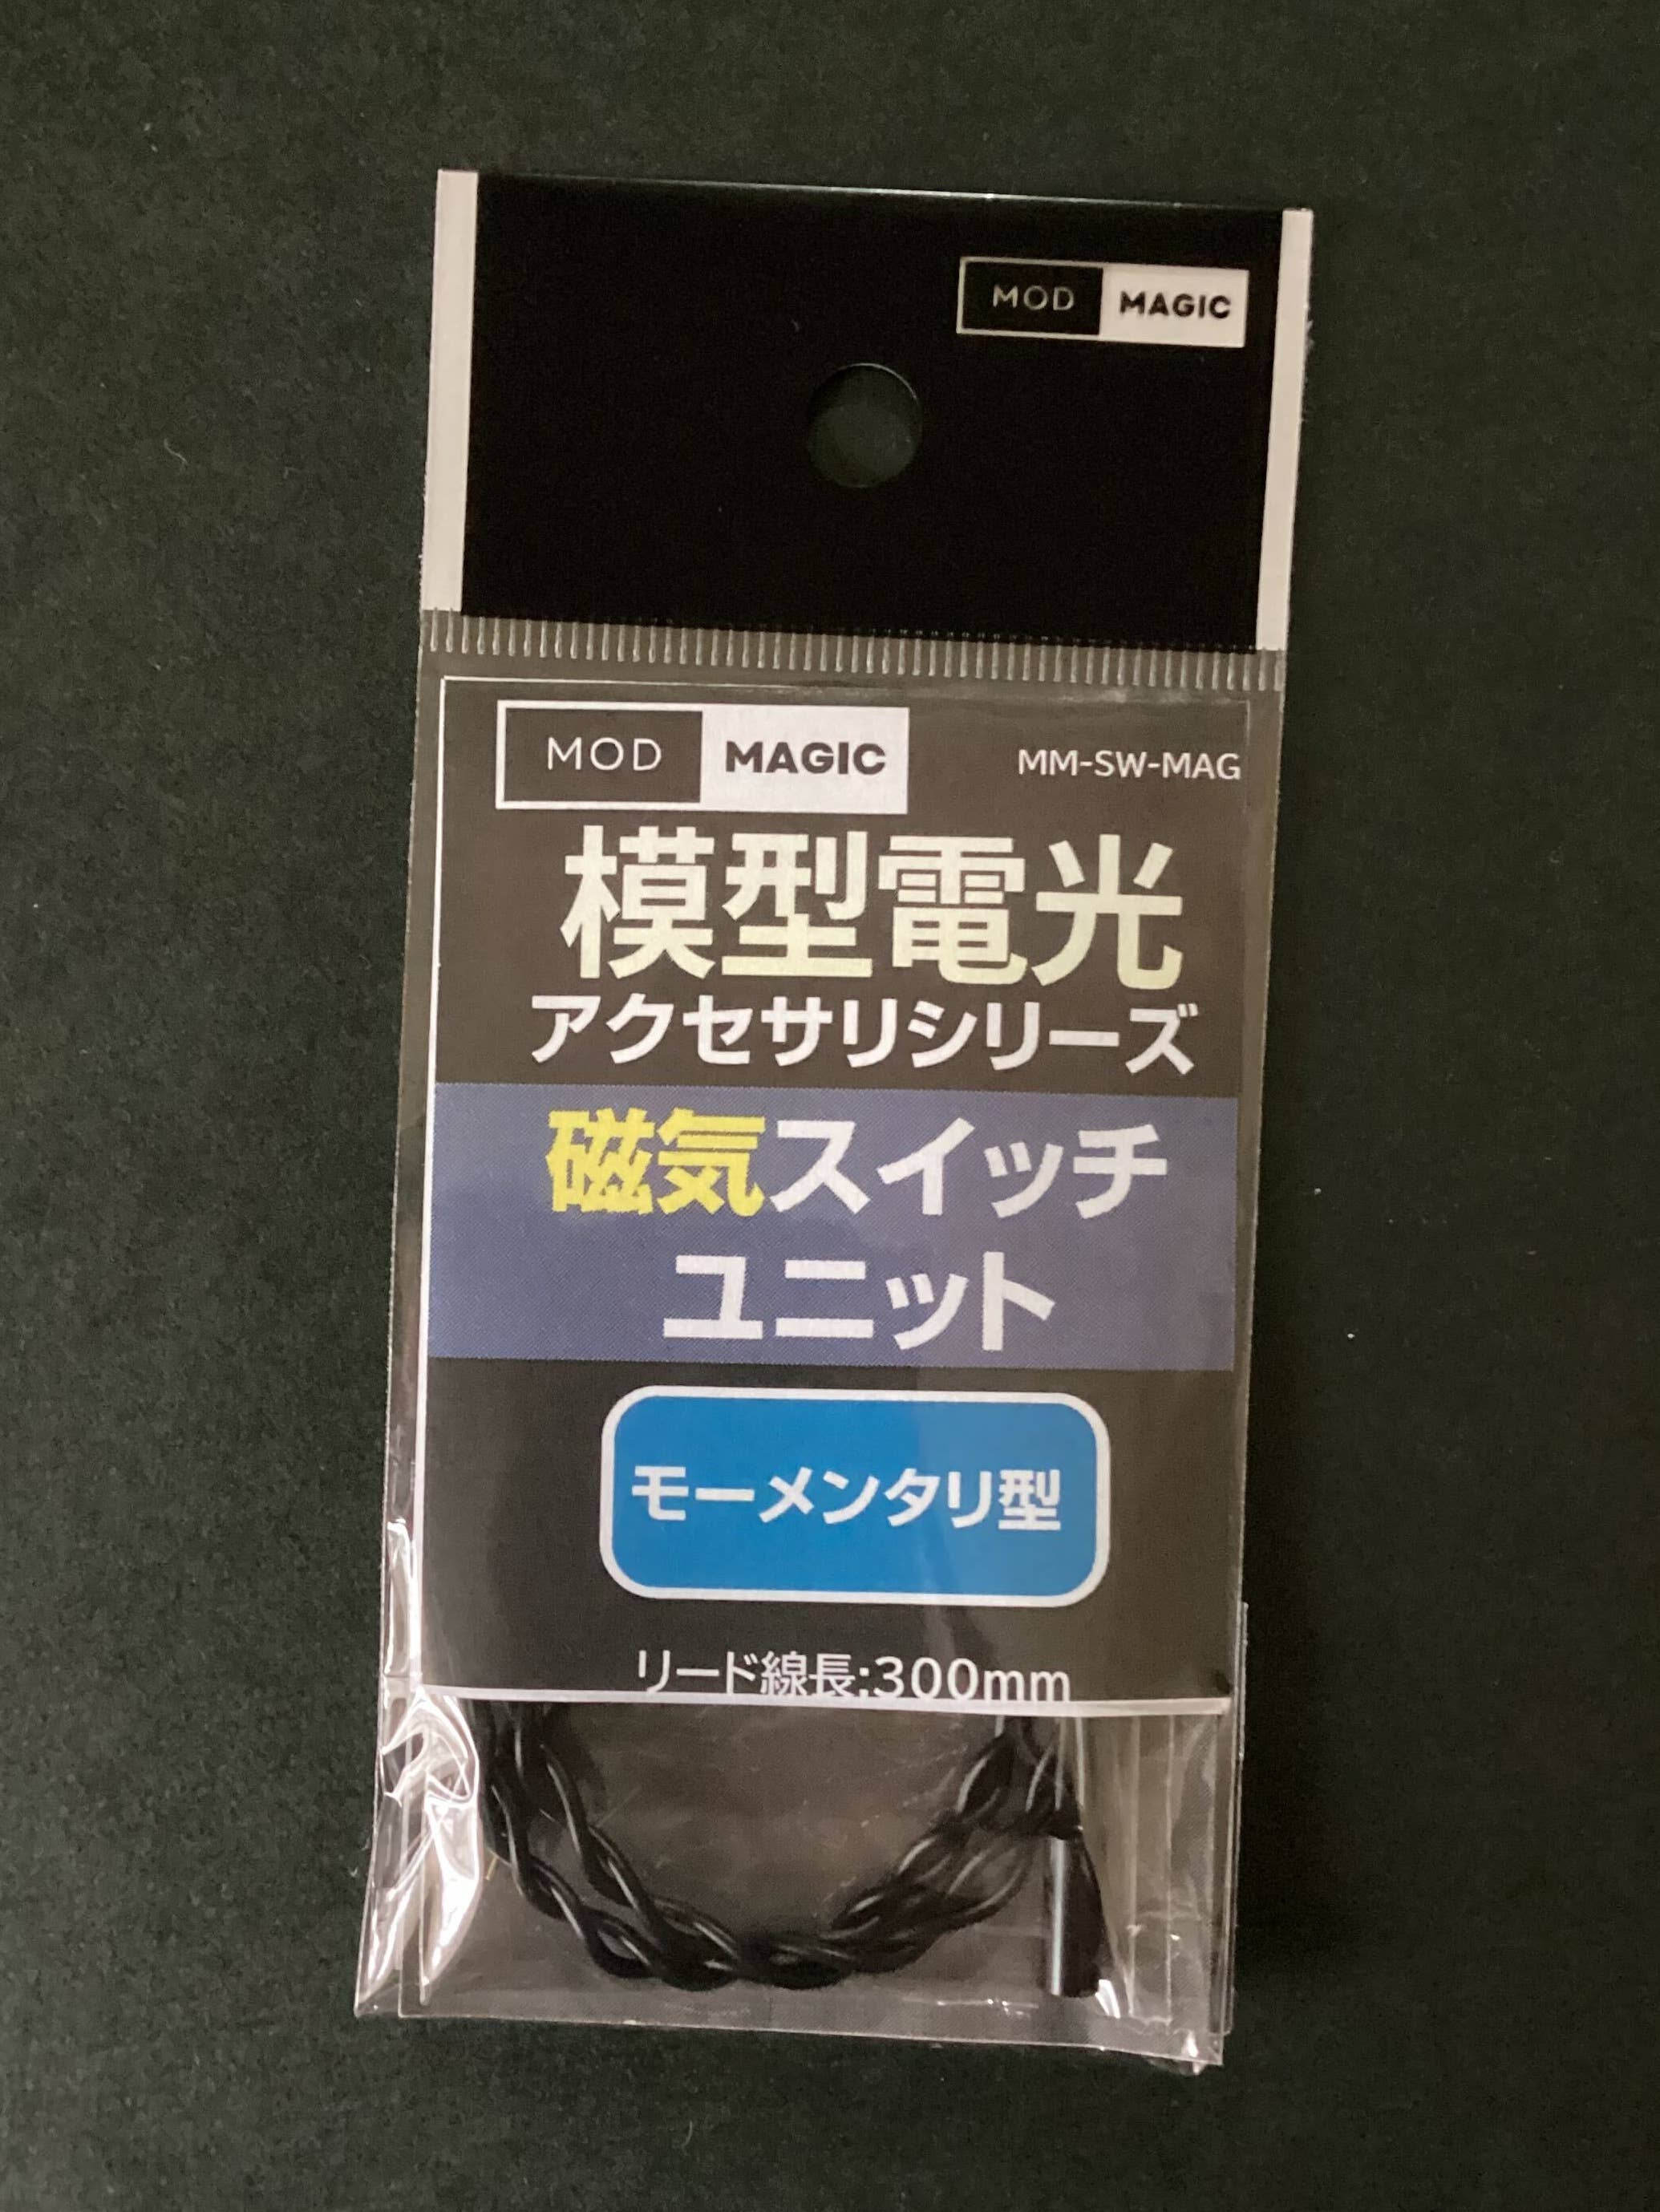 MOD MAGIC
MOD MAGIC MM-SW-MAG
模型電光
アクセサリシリーズ
磁気スイッチ
ユニット
モーメンタリ型
リード線長:300mm